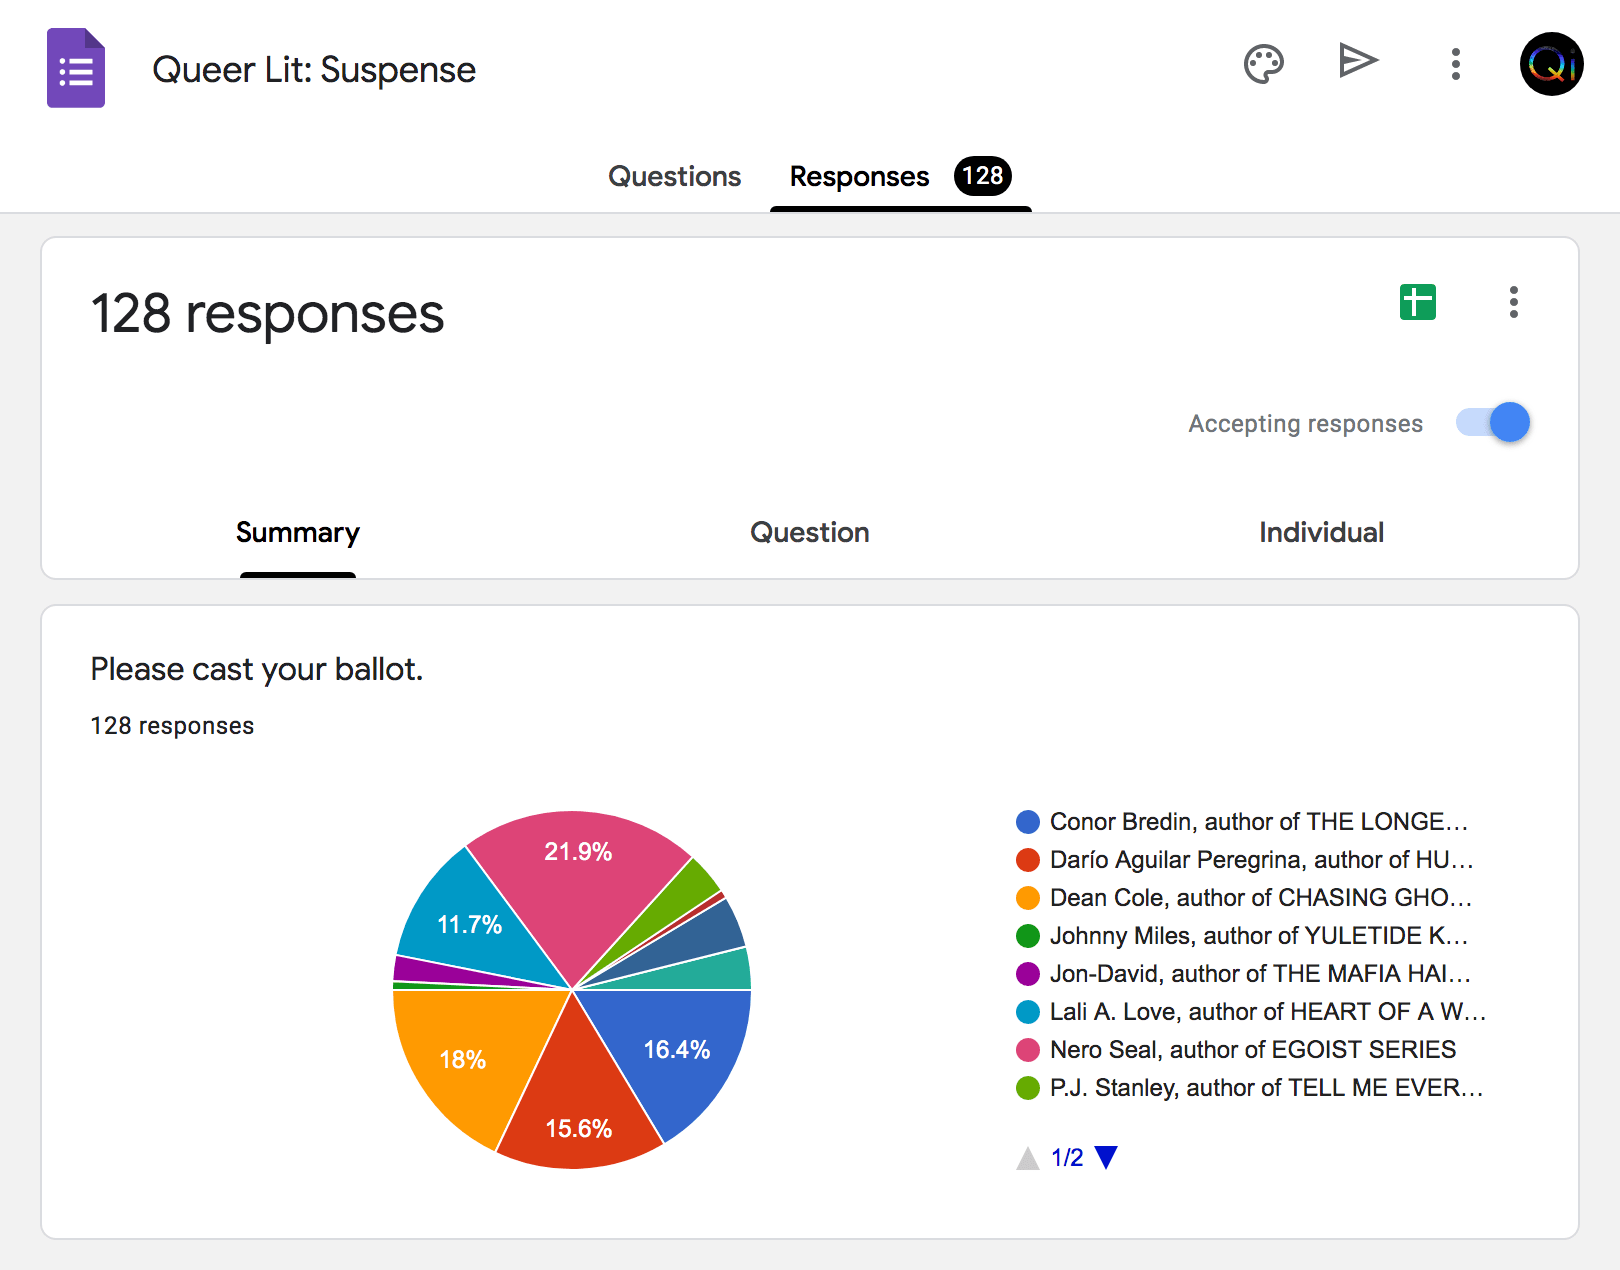 Queer Lit: Suspense
Qi
Questions
Responses 128
128 responses
Accepting responses
Summary
Question
Individual
Please cast your ballot.
128 responses
21.9%
11.7%
18%
16.4%
15.6%
Conor Bredin, author of THE LONGE...
Darío Aguilar Peregrina, author of HU...
Dean Cole, author of CHASING GHO...
Johnny Miles, author of YULETIDE K...
Jon-David, author of THE MAFIA HAI...
Lali A. Love, author of HEART OF A W...
Nero Seal, author of EGOIST SERIES
P.J. Stanley, author of TELL ME EVER...
1/2